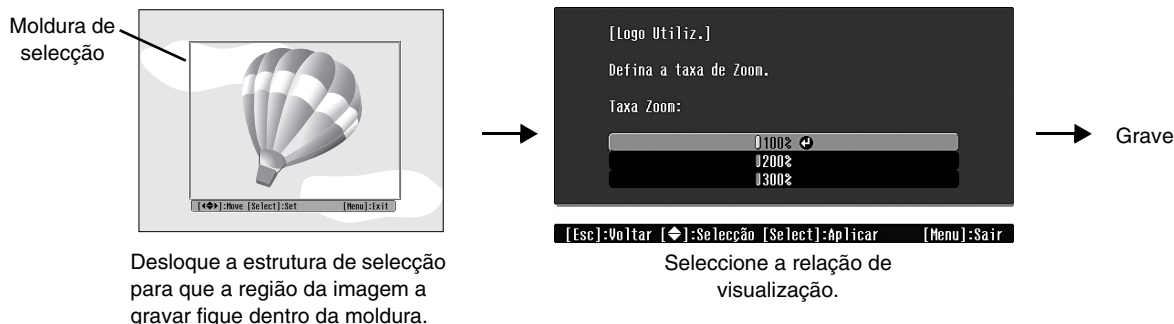 Moldura de
selecção
[◀◆▶]:Move [Select]:Set [Menu]:Exit
Desloque a estrutura de selecção
para que a região da imagem a
gravar fique dentro da moldura.
[Logo Utiliz.]
Defina a taxa de Zoom.
Taxa Zoom:
100%
200%
300%
[Esc]:Voltar [◆]:Selecção [Select]:Aplicar [Menu]:Sair
Seleccione a relação de
visualização.
Grave